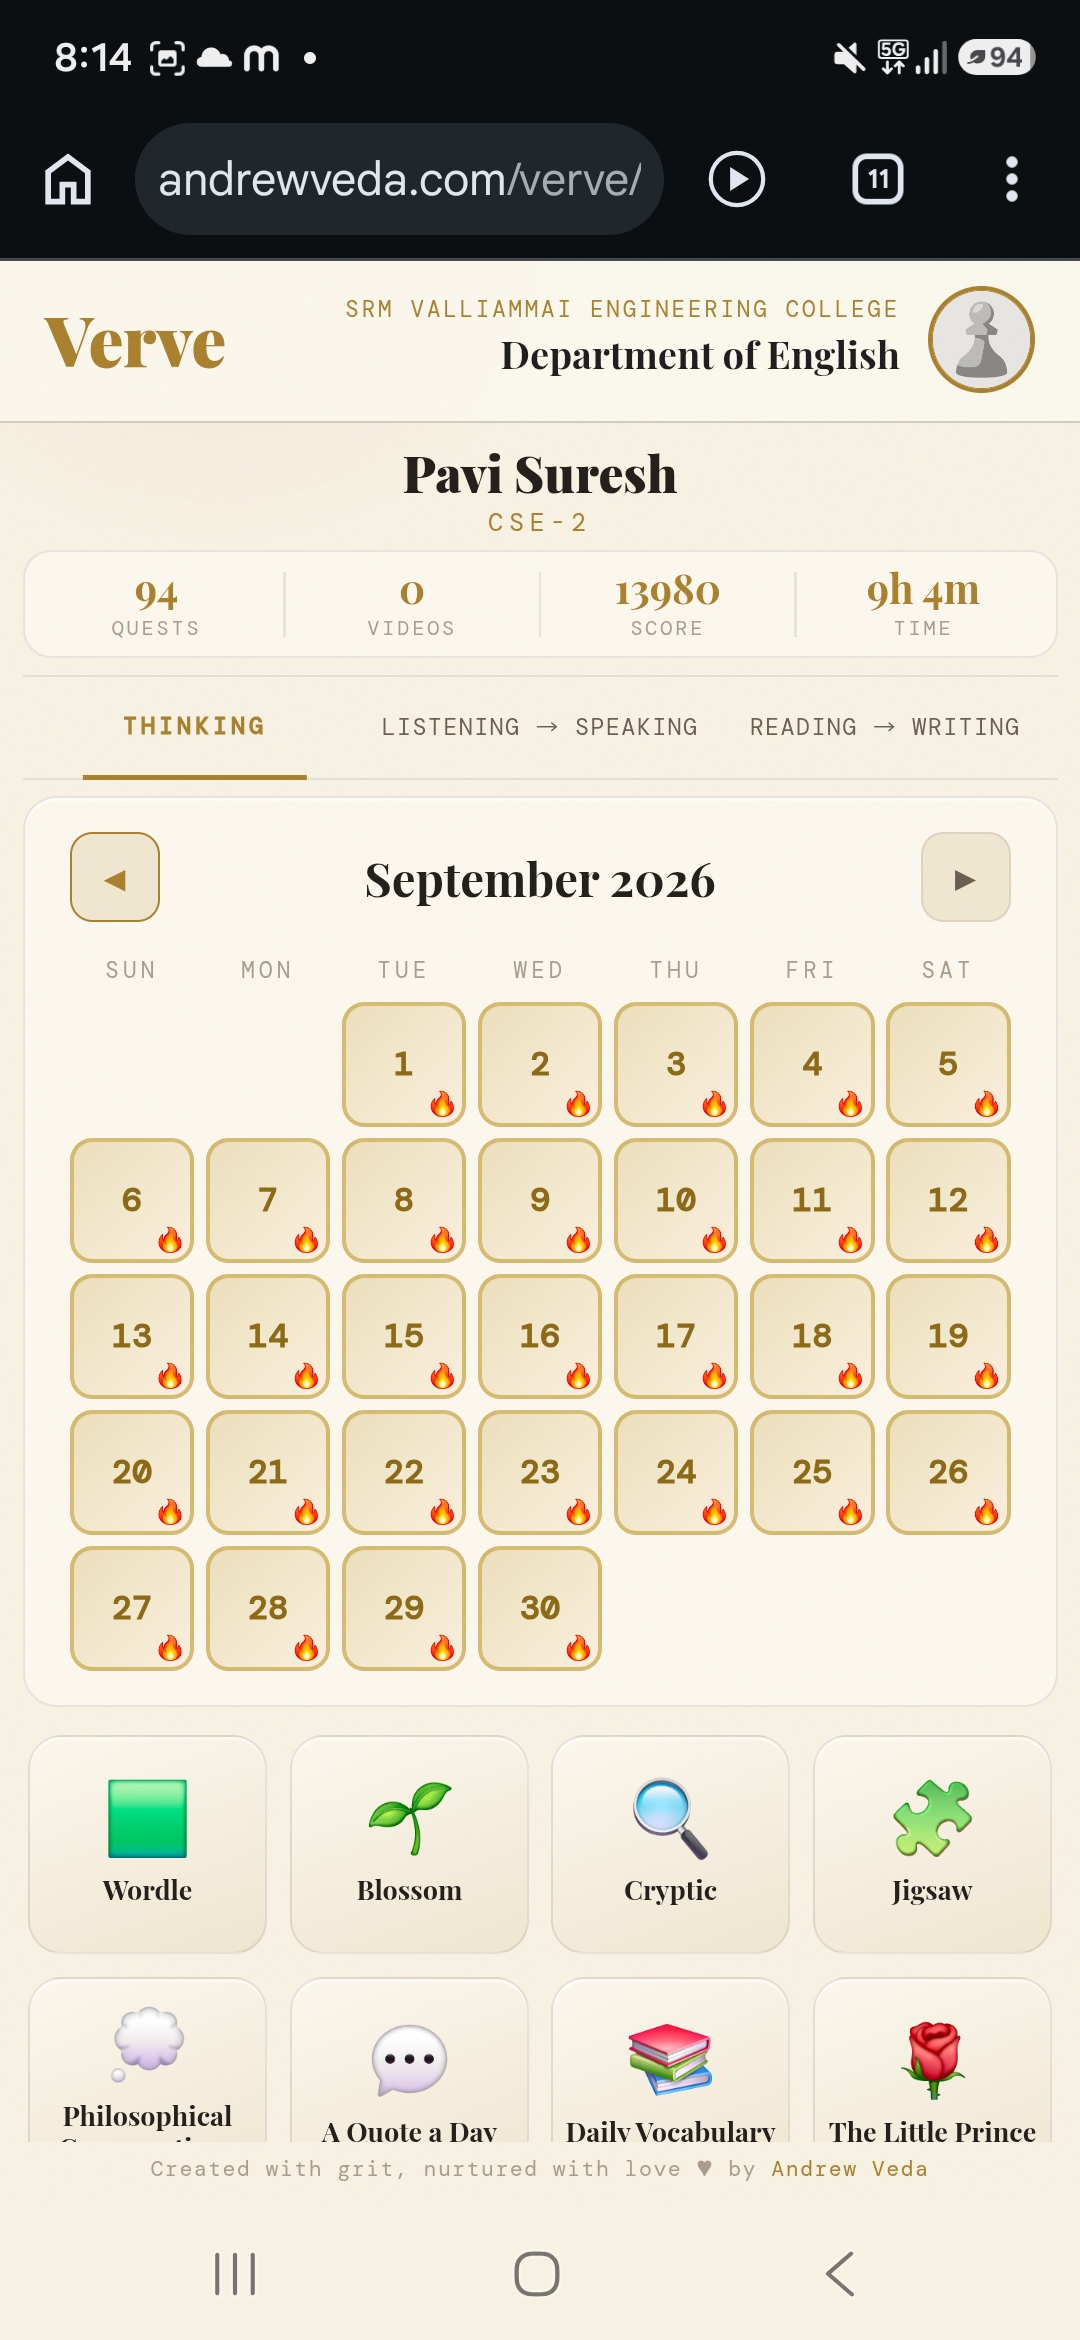 8:14
5G
94
andrewveda.com/verve/
11
Verve
SRM VALLIAMMAI ENGINEERING COLLEGE
Department of English
Pavi Suresh
CSE-2
94 0 13980 9h 4m
QUESTS VIDEOS SCORE TIME
THINKING LISTENING → SPEAKING READING → WRITING
◀ September 2026 ▶
SUN MON TUE WED THU FRI SAT
1 2 3 4 5
6 7 8 9 10 11 12
13 14 15 16 17 18 19
20 21 22 23 24 25 26
27 28 29 30
Wordle Blossom Cryptic Jigsaw
Philosophical
A Quote a Day Daily Vocabulary The Little Prince
Created with grit, nurtured with love ♥ by Andrew Veda